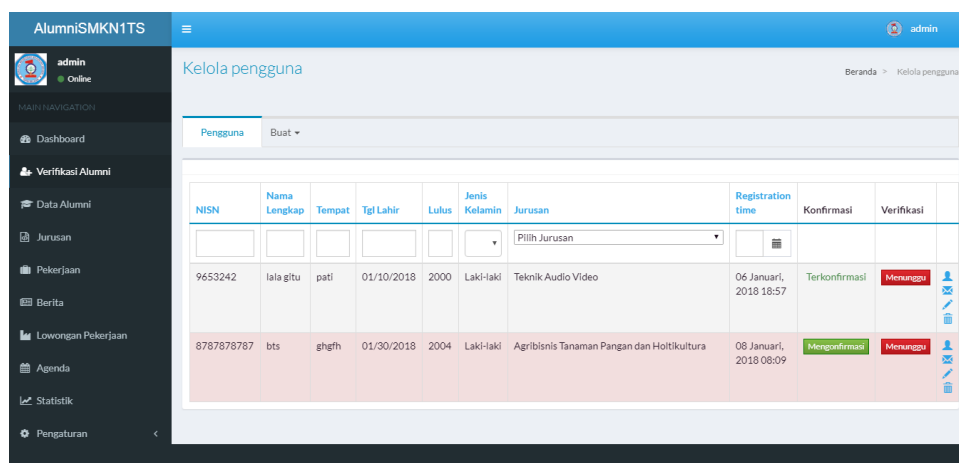 AlumniSMKN1TS
admin
admin
Online
Kelola pengguna
Beranda > Kelola pengguna
MAIN NAVIGATION
Dashboard
Verifikasi Alumni
Data Alumni
Jurusan
Pekerjaan
Berita
Lowongan Pekerjaan
Agenda
Statistik
Pengaturan
Pengguna Buat
NISN Nama Lengkap Tempat Tgl Lahir Lulus Jenis Kelamin Jurusan Registration time Konfirmasi Verifikasi
Pilih Jurusan
9653242 lala gitu pati 01/10/2018 2000 Laki-laki Teknik Audio Video 06 Januari, 2018 18:57 Terkonfirmasi Menunggu
8787878787 bts ghgfh 01/30/2018 2004 Laki-laki Agribisnis Tanaman Pangan dan Holtikultura 08 Januari, 2018 08:09 Mengonfirmasi Menunggu